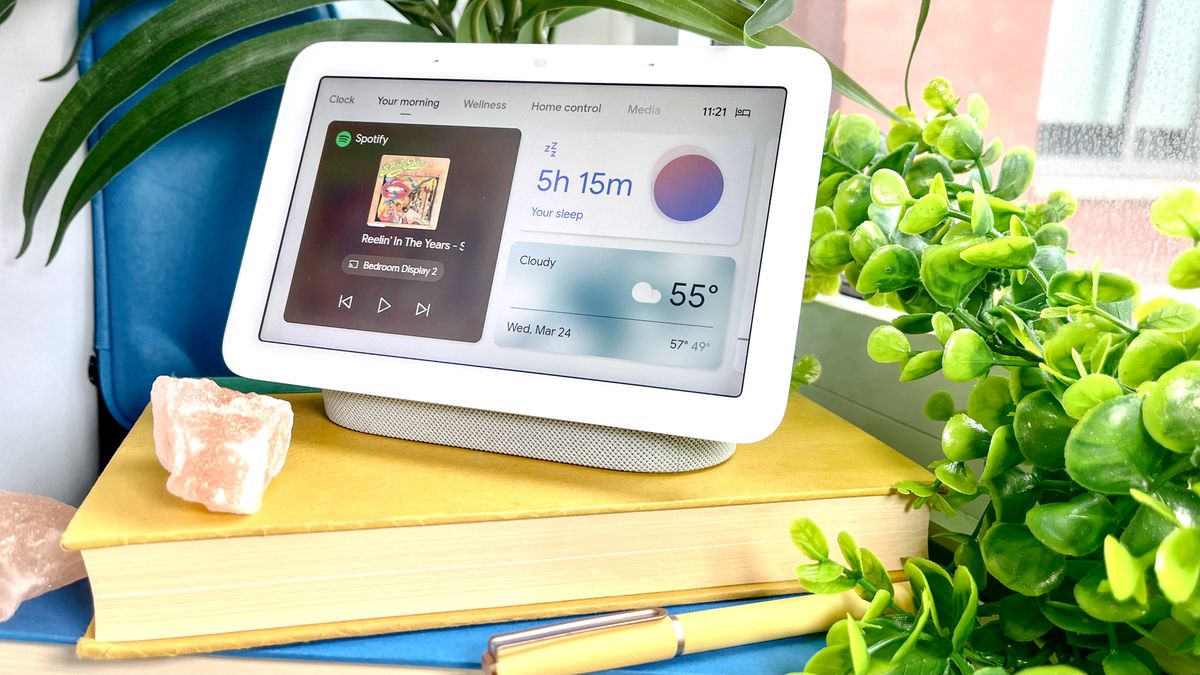 Clock Your morning Wellness Home control Media 11:21
Spotify
Reelin' In The Years - S
Bedroom Display 2
zz
z
5h 15m
Your sleep
Cloudy
55°
Wed, Mar 24
57° 49°